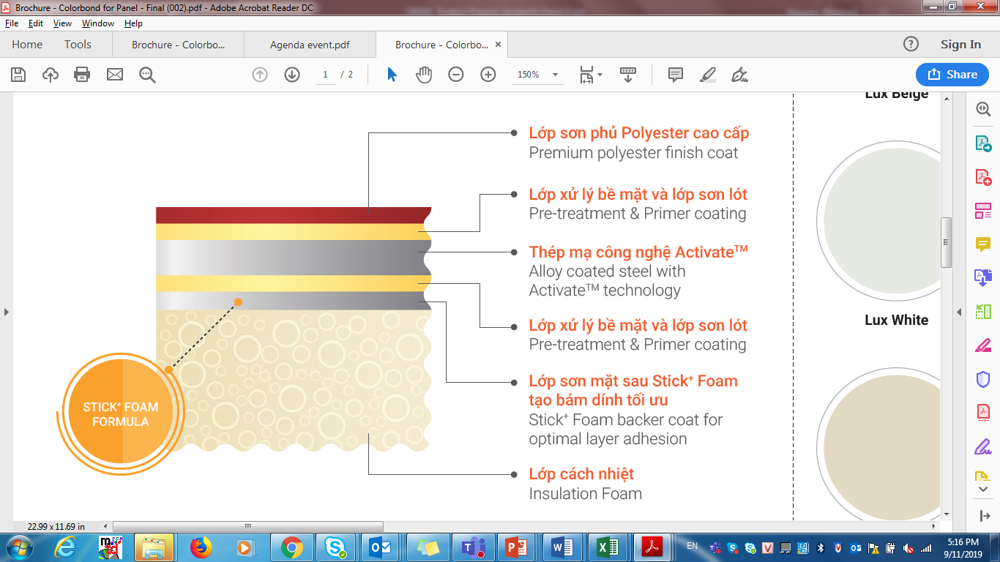 Brochure - Colorbond for Panel - Final (002).pdf - Adobe Acrobat Reader DC
File Edit View Window Help
Home Tools Brochure - Colorbo... Agenda event.pdf Brochure - Colorbo... × Sign In
1 / 2 150% Share
Lux Beige
Lớp sơn phủ Polyester cao cấp
Premium polyester finish coat
Lớp xử lý bề mặt và lớp sơn lót
Pre-treatment & Primer coating
Thép mạ công nghệ Activate™
Alloy coated steel with
Activate™ technology
Lux White
Lớp xử lý bề mặt và lớp sơn lót
Pre-treatment & Primer coating
Lớp sơn mặt sau Stick⁺ Foam
tạo bám dính tối ưu
Stick⁺ Foam backer coat for
optimal layer adhesion
STICK⁺ FOAM
FORMULA
Lớp cách nhiệt
Insulation Foam
22.99 x 11.69 in
EN 5:16 PM
9/11/2019